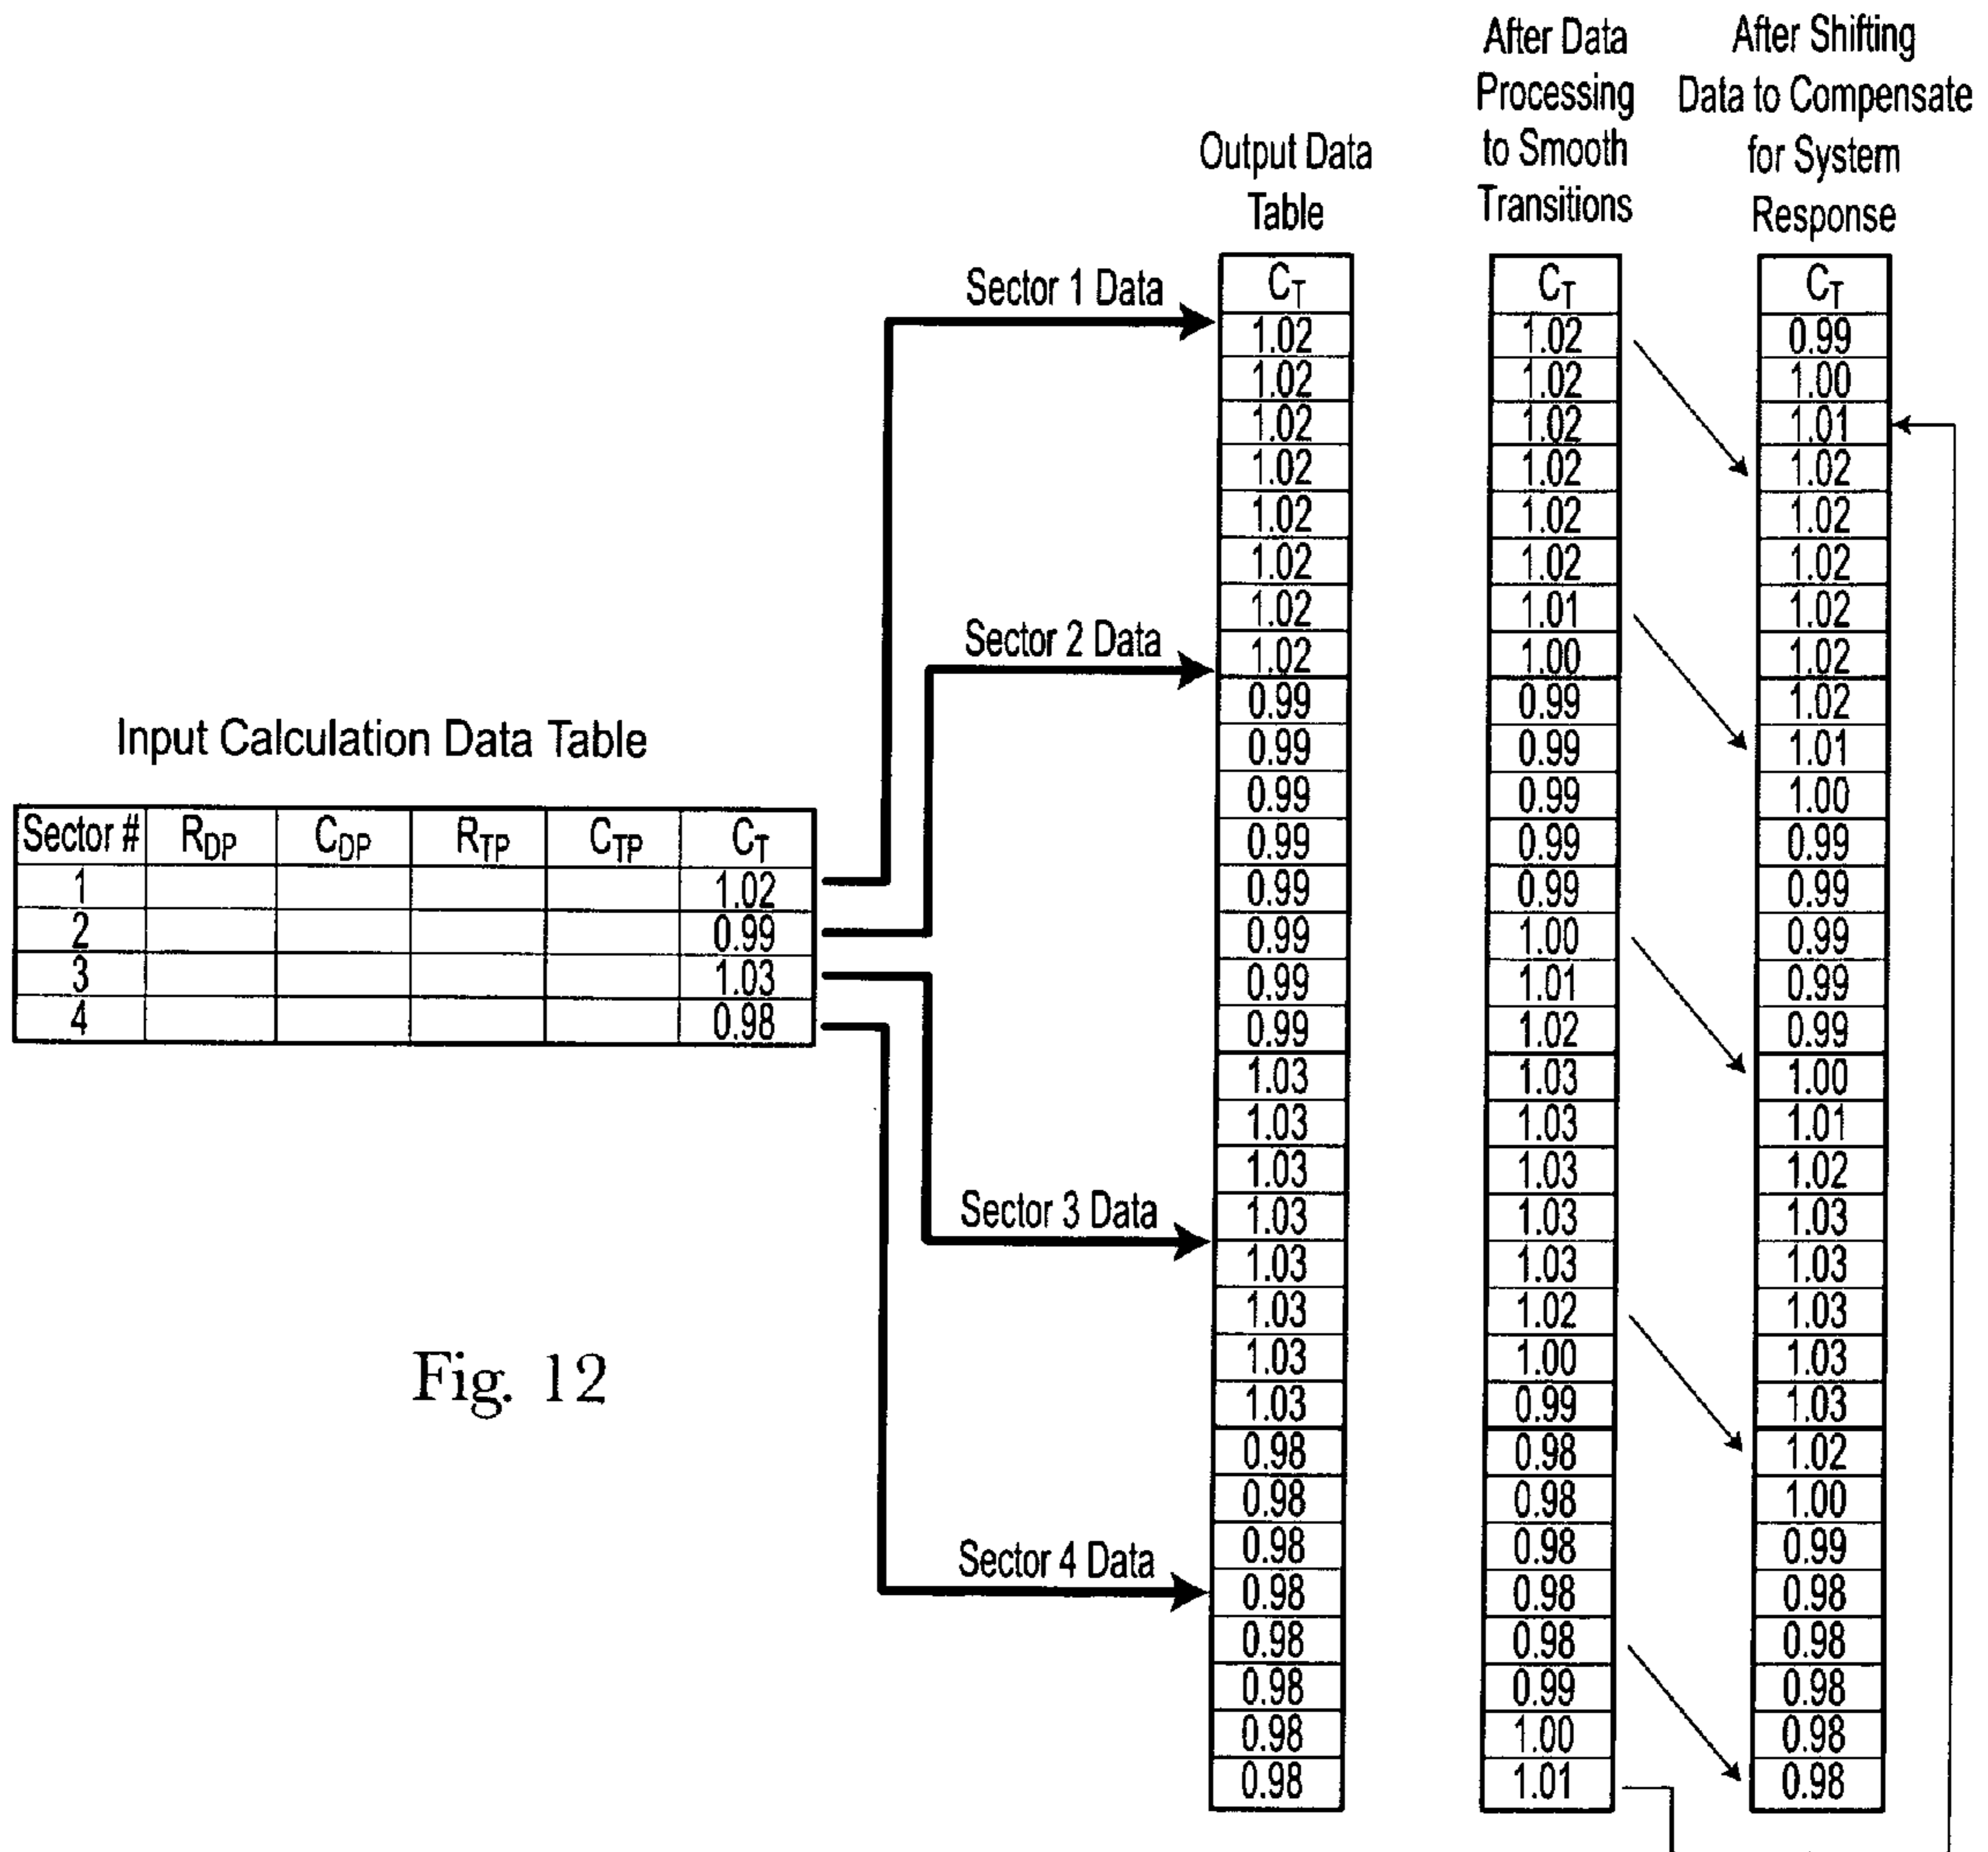 After Data
Processing
to Smooth
Transitions
After Shifting
Data to Compensate
for System
Response
Output Data
Table
Sector 1 Data
Sector 2 Data
Sector 3 Data
Sector 4 Data
Input Calculation Data Table
Sector # R_DP C_DP R_TP C_TP C_T
1 1.02
2 0.99
3 1.03
4 0.98
Fig. 12
C_T C_T C_T
1.02 1.02 0.99
1.02 1.02 1.00
1.02 1.02 1.01
1.02 1.02 1.02
1.02 1.02 1.02
1.02 1.02 1.02
1.02 1.01 1.02
1.02 1.00 1.02
0.99 0.99 1.02
0.99 0.99 1.01
0.99 0.99 1.00
0.99 0.99 0.99
0.99 0.99 0.99
0.99 1.00 0.99
0.99 1.01 0.99
0.99 1.02 0.99
1.03 1.03 1.00
1.03 1.03 1.01
1.03 1.03 1.02
1.03 1.03 1.03
1.03 1.03 1.03
1.03 1.02 1.03
1.03 1.00 1.03
1.03 0.99 1.03
0.98 0.98 1.02
0.98 0.98 1.00
0.98 0.98 0.99
0.98 0.98 0.98
0.98 0.98 0.98
0.98 0.99 0.98
0.98 1.00 0.98
0.98 1.01 0.98